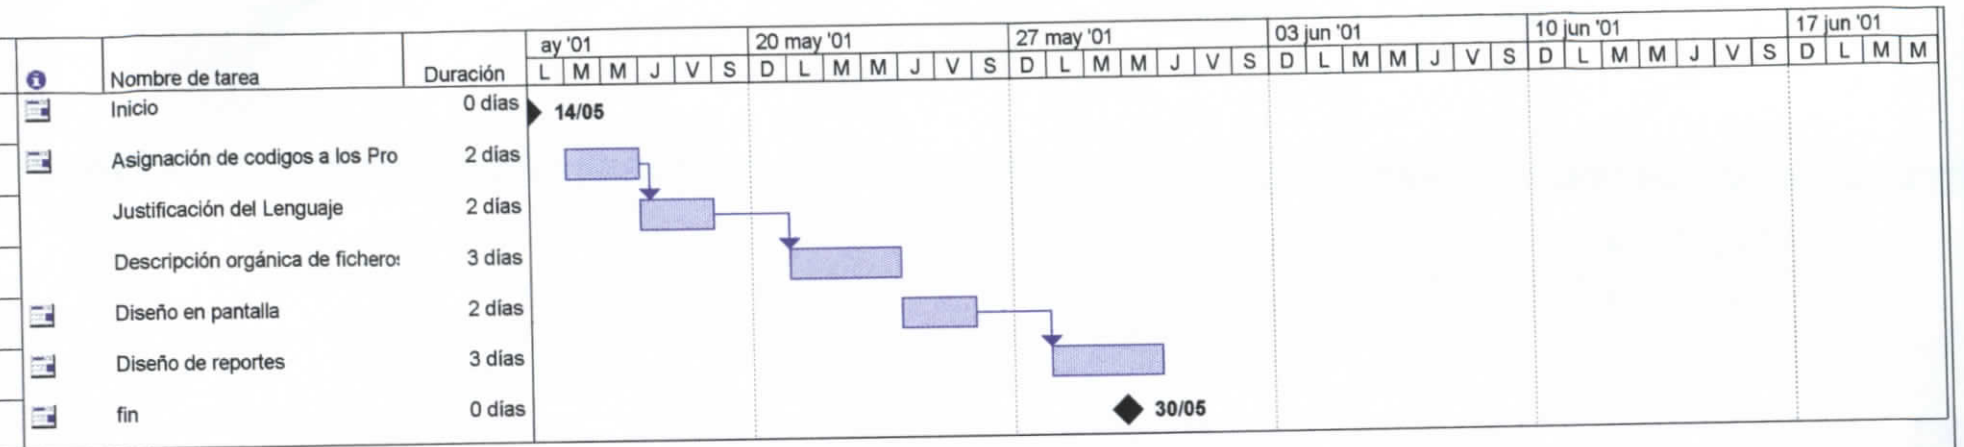 ay '01 20 may '01 27 may '01 03 jun '01 10 jun '01 17 jun '01
Nombre de tarea Duración L M M J V S D L M M J V S D L M M J V S D L M M J V S D L M M J V S D L M M
Inicio 0 días 14/05
Asignación de codigos a los Pro 2 días
Justificación del Lenguaje 2 días
Descripción orgánica de ficheros 3 días
Diseño en pantalla 2 días
Diseño de reportes 3 días
fin 0 días 30/05